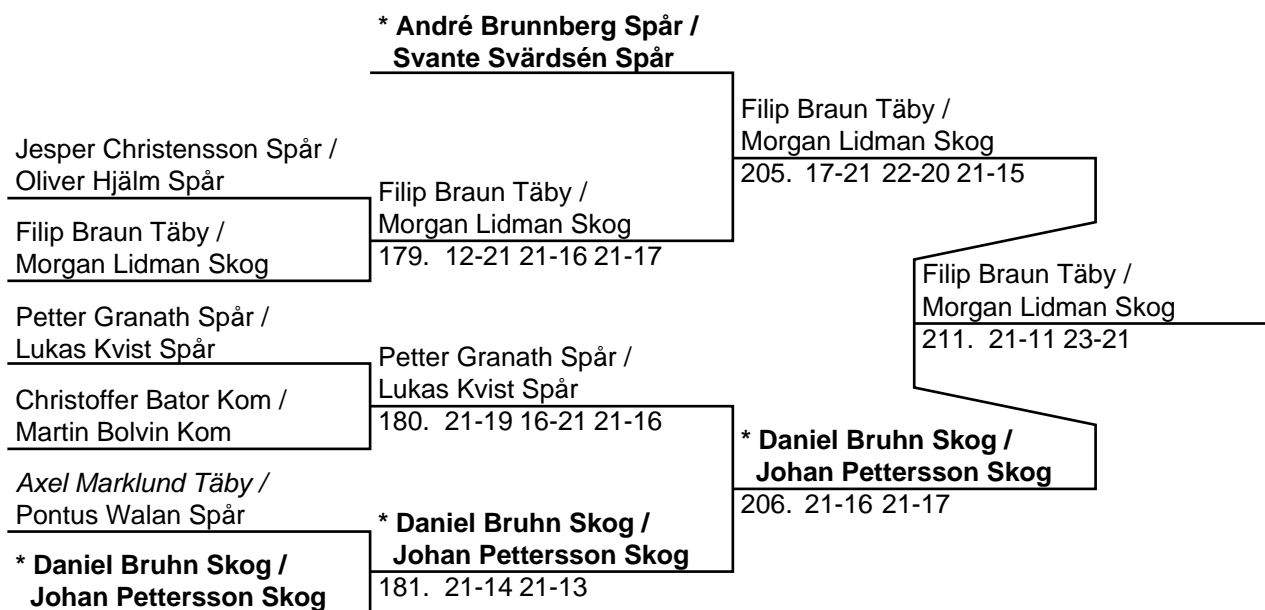 * André Brunnberg Spår /
Svante Svärdsén Spår
Jesper Christensson Spår /
Oliver Hjälm Spår
Filip Braun Täby /
Morgan Lidman Skog
Petter Granath Spår /
Lukas Kvist Spår
Christoffer Bator Kom /
Martin Bolvin Kom
Axel Marklund Täby /
Pontus Walan Spår
* Daniel Bruhn Skog /
Johan Pettersson Skog
Filip Braun Täby /
Morgan Lidman Skog
179. 12-21 21-16 21-17
Petter Granath Spår /
Lukas Kvist Spår
180. 21-19 16-21 21-16
* Daniel Bruhn Skog /
Johan Pettersson Skog
181. 21-14 21-13
Filip Braun Täby /
Morgan Lidman Skog
205. 17-21 22-20 21-15
* Daniel Bruhn Skog /
Johan Pettersson Skog
206. 21-16 21-17
Filip Braun Täby /
Morgan Lidman Skog
211. 21-11 23-21